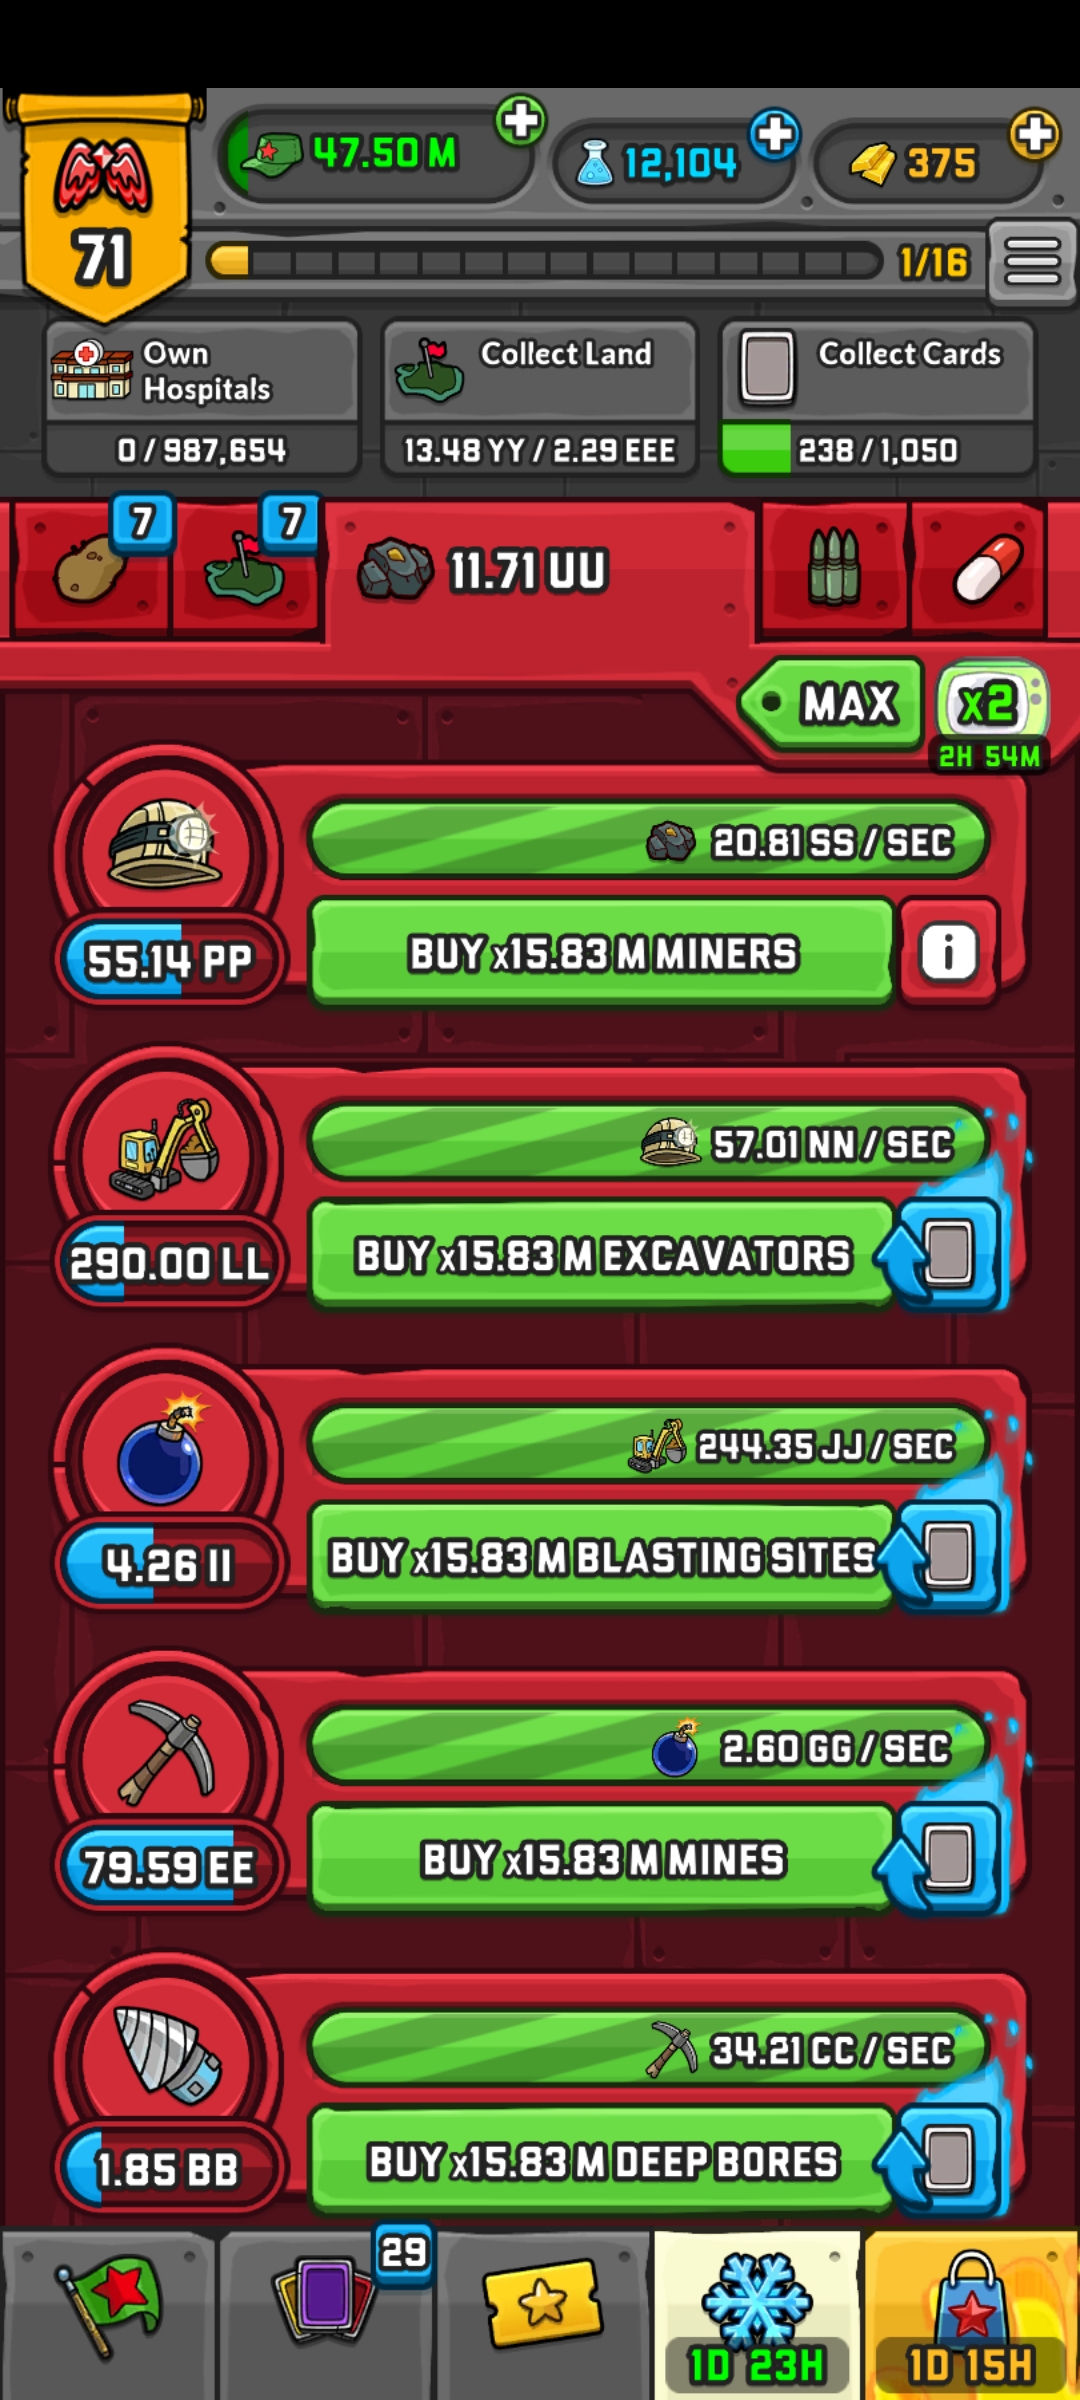 47.50 M
12,104
375
71
1/16
Own
Hospitals
Collect Land
Collect Cards
0 / 987,654
13.48 YY / 2.29 EEE
238 / 1,050
7
7
11.71 UU
MAX
x2
2H 54M
20.81 SS / SEC
55.14 PP
BUY x15.83 M MINERS
i
57.01 NN / SEC
290.00 LL
BUY x15.83 M EXCAVATORS
244.35 JJ / SEC
4.26 II
BUY x15.83 M BLASTING SITES
2.60 GG / SEC
79.59 EE
BUY x15.83 M MINES
34.21 CC / SEC
1.85 BB
BUY x15.83 M DEEP BORES
29
1D 23H
1D 15H